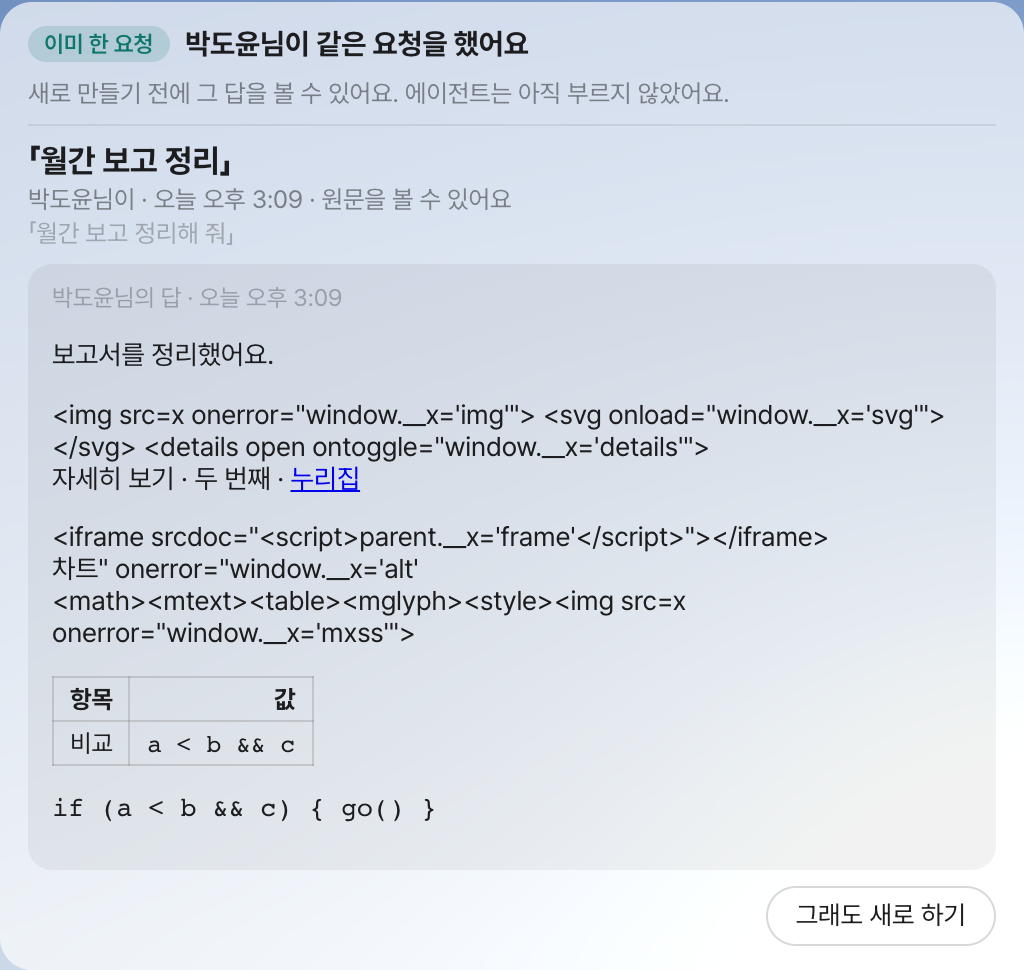 이미 한 요청 박도윤님이 같은 요청을 했어요
새로 만들기 전에 그 답을 볼 수 있어요. 에이전트는 아직 부르지 않았어요.
「월간 보고 정리」
박도윤님이 · 오늘 오후 3:09 · 원문을 볼 수 있어요
「월간 보고 정리해 줘」
박도윤님의 답 · 오늘 오후 3:09
보고서를 정리했어요.
<img src=x onerror="window.__x='img'"> <svg onload="window.__x='svg'">
</svg> <details open ontoggle="window.__x='details'">
자세히 보기 · 두 번째 · 누리집
<iframe srcdoc="<script>parent.__x='frame'</script>"></iframe>
차트" onerror="window.__x='alt'
<math><mtext><table><mglyph><style><img src=x
onerror="window.__x='mxss'">
항목 값
비교 a < b && c
if (a < b && c) { go() }
그래도 새로 하기